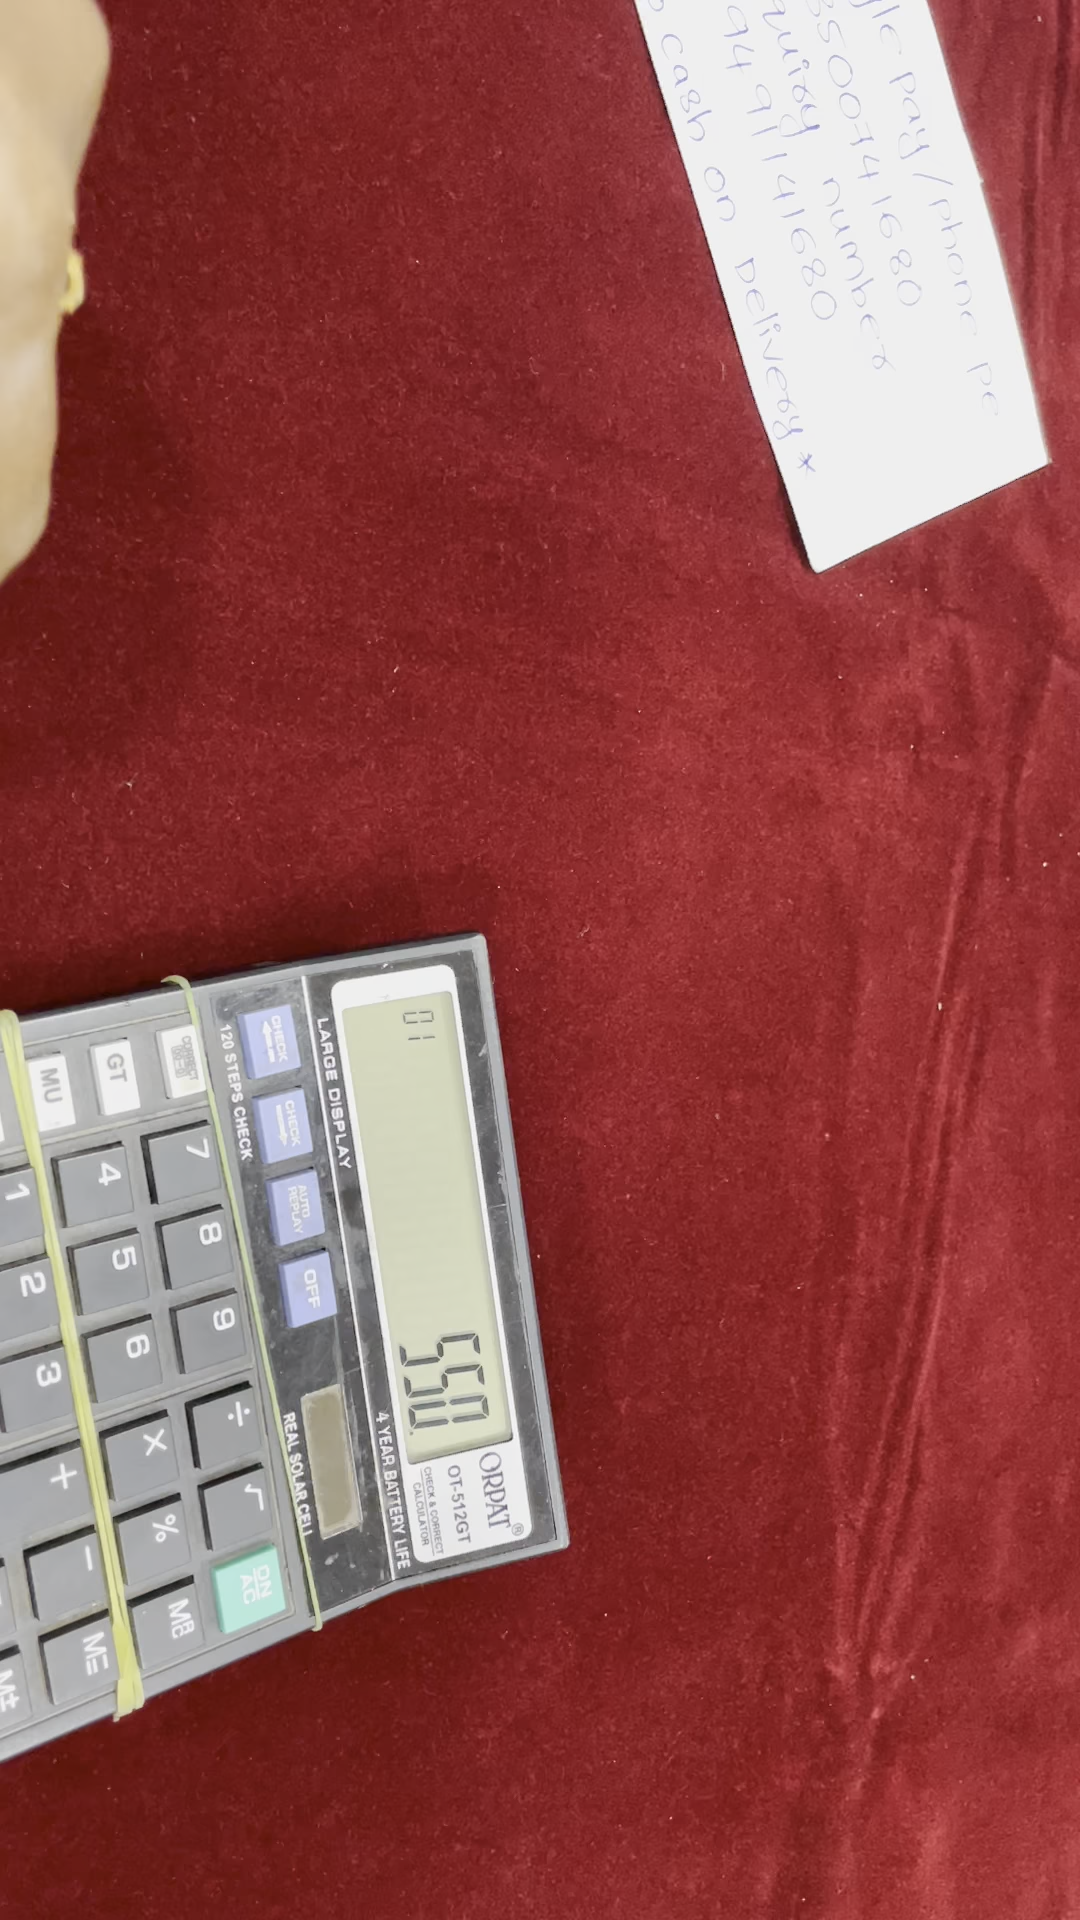 gle pay/phone pe
8500741680
quiry number
9491141680
cash on Delivery *
ORPAT®
OT-512GT
CHECK & CORRECT
CALCULATOR
01
550.
LARGE DISPLAY
4 YEAR BATTERY LIFE
CHECK
CHECK
AUTO REPLAY
OFF
REAL SOLAR CELL
120 STEPS CHECK
CORRECT
7 8 9 ÷ √ ON AC
GT 4 5 6 × % MRC
MU 1 2 3 + − M=
M±